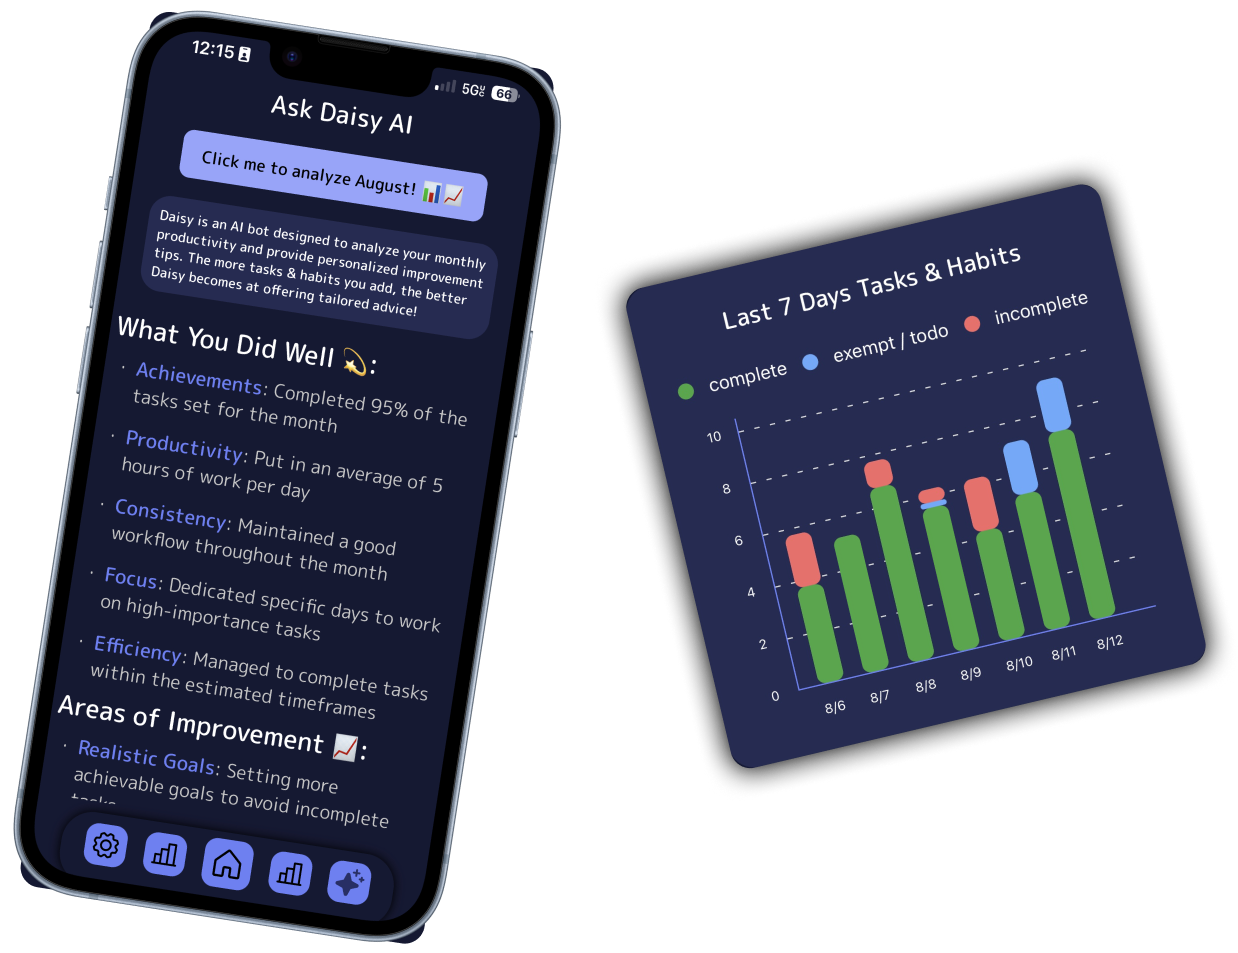 12:15
5G UC 66
Ask Daisy AI
Click me to analyze August! 📊📈
Daisy is an AI bot designed to analyze your monthly
productivity and provide personalized improvement
tips. The more tasks & habits you add, the better
Daisy becomes at offering tailored advice!
What You Did Well 💫:
· Achievements: Completed 95% of the
tasks set for the month
· Productivity: Put in an average of 5
hours of work per day
· Consistency: Maintained a good
workflow throughout the month
· Focus: Dedicated specific days to work
on high-importance tasks
· Efficiency: Managed to complete tasks
within the estimated timeframes
Areas of Improvement 📈:
· Realistic Goals: Setting more
achievable goals to avoid incomplete
tasks
Last 7 Days Tasks & Habits
complete exempt / todo incomplete
10
8
6
4
2
0
8/6 8/7 8/8 8/9 8/10 8/11 8/12